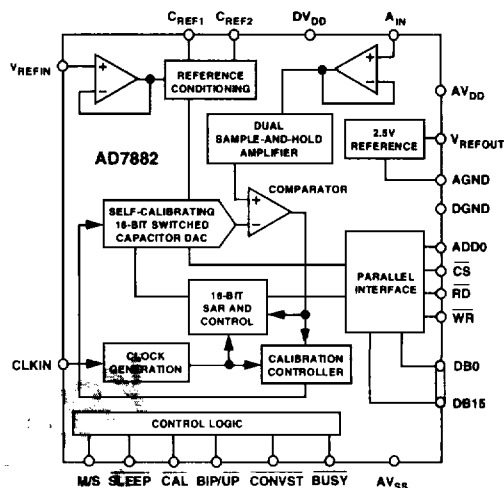 CREF1 CREF2 DVDD AIN
VREFIN
REFERENCE
CONDITIONING
AVDD
DUAL
SAMPLE-AND-HOLD
AMPLIFIER
2.5V
REFERENCE
VREFOUT
AD7882
AGND
COMPARATOR
DGND
SELF-CALIBRATING
16-BIT SWITCHED
CAPACITOR DAC
ADD0
CS
RD
WR
PARALLEL
INTERFACE
16-BIT
SAR AND
CONTROL
CLKIN
CLOCK
GENERATION
CALIBRATION
CONTROLLER
DB0
DB15
CONTROL LOGIC
M/S SLEEP CAL BIP/UP CONVST BUSY AVSS